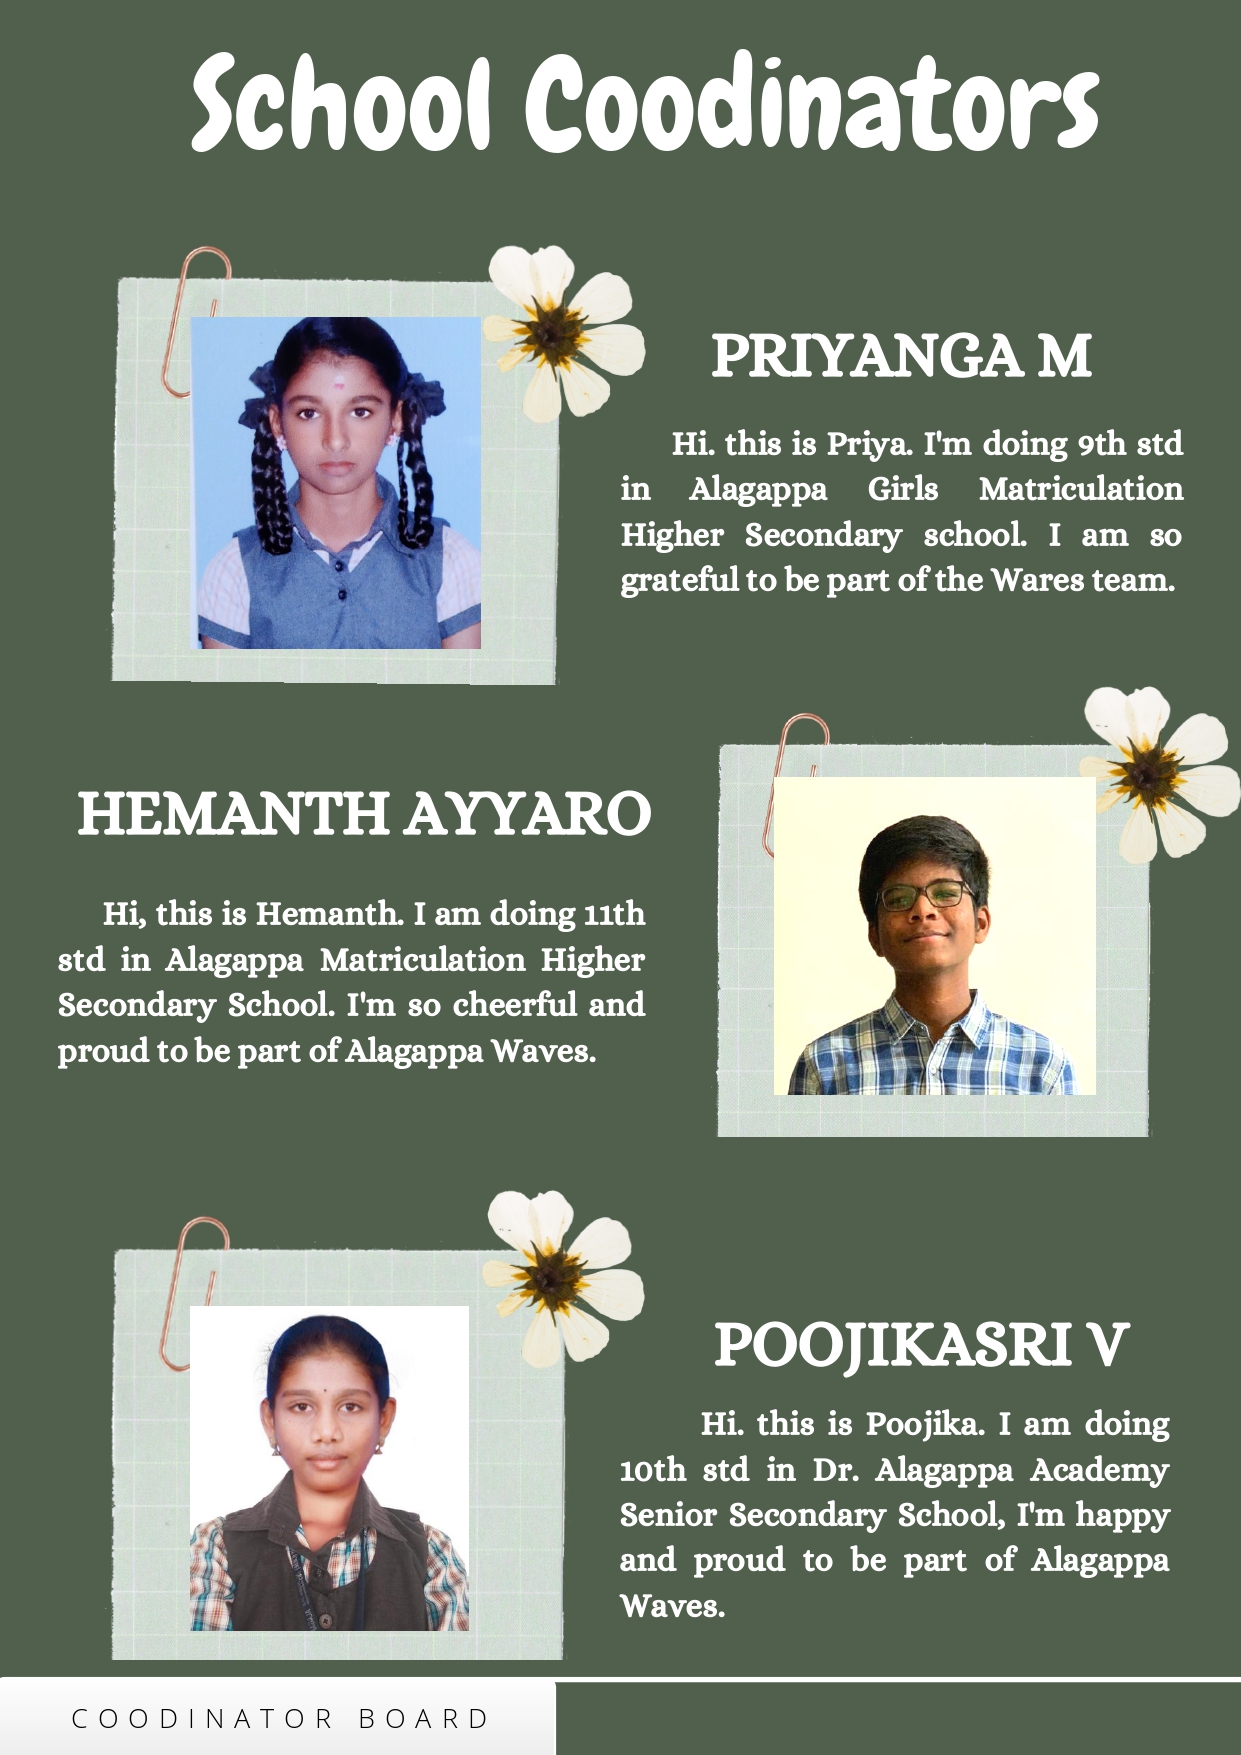 School Coodinators
PRIYANGA M
Hi. this is Priya. I'm doing 9th std
in Alagappa Girls Matriculation
Higher Secondary school. I am so
grateful to be part of the Wares team.
HEMANTH AYYARO
Hi, this is Hemanth. I am doing 11th
std in Alagappa Matriculation Higher
Secondary School. I'm so cheerful and
proud to be part of Alagappa Waves.
POOJIKASRI V
Hi. this is Poojika. I am doing
10th std in Dr. Alagappa Academy
Senior Secondary School, I'm happy
and proud to be part of Alagappa
Waves.
COODINATOR BOARD